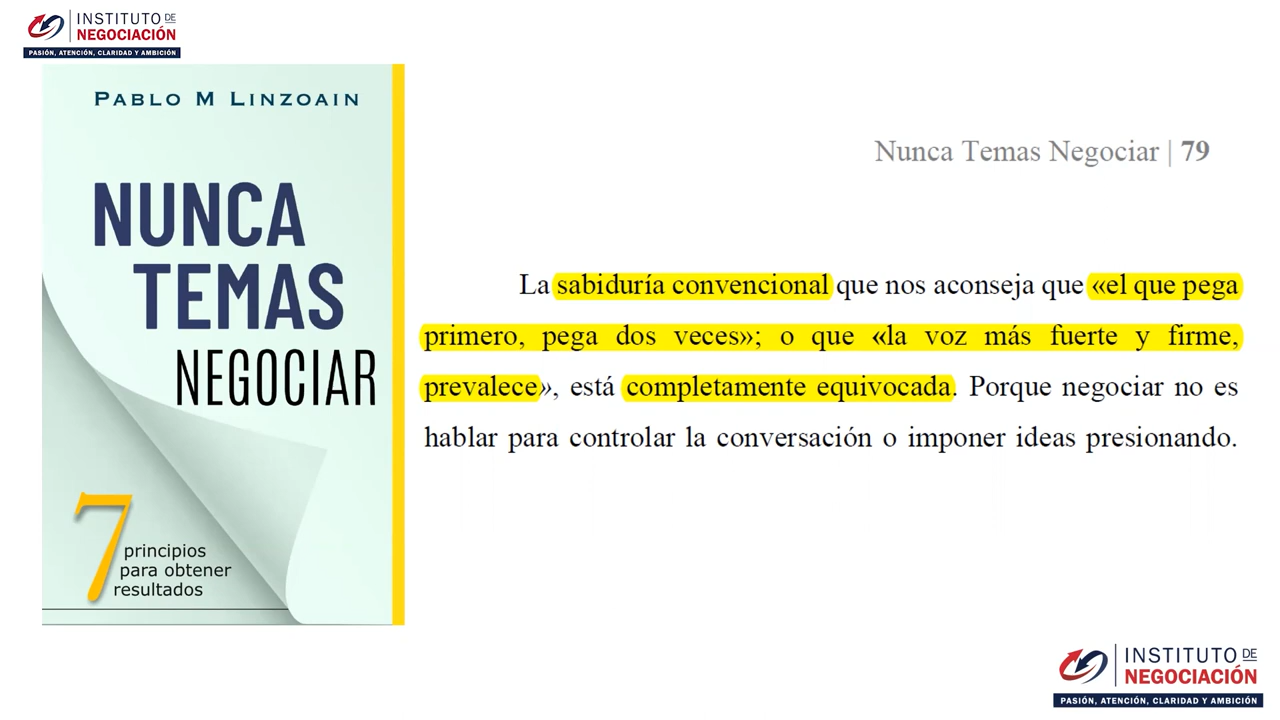 INSTITUTO DE
NEGOCIACIÓN
PASIÓN, ATENCIÓN, CLARIDAD Y AMBICIÓN
PABLO M LINZOAIN
NUNCA
TEMAS
NEGOCIAR
7
principios
para obtener
resultados
Nunca Temas Negociar | 79
La sabiduría convencional que nos aconseja que «el que pega
primero, pega dos veces»; o que «la voz más fuerte y firme,
prevalece», está completamente equivocada. Porque negociar no es
hablar para controlar la conversación o imponer ideas presionando.
INSTITUTO DE
NEGOCIACIÓN
PASIÓN, ATENCIÓN, CLARIDAD Y AMBICIÓN